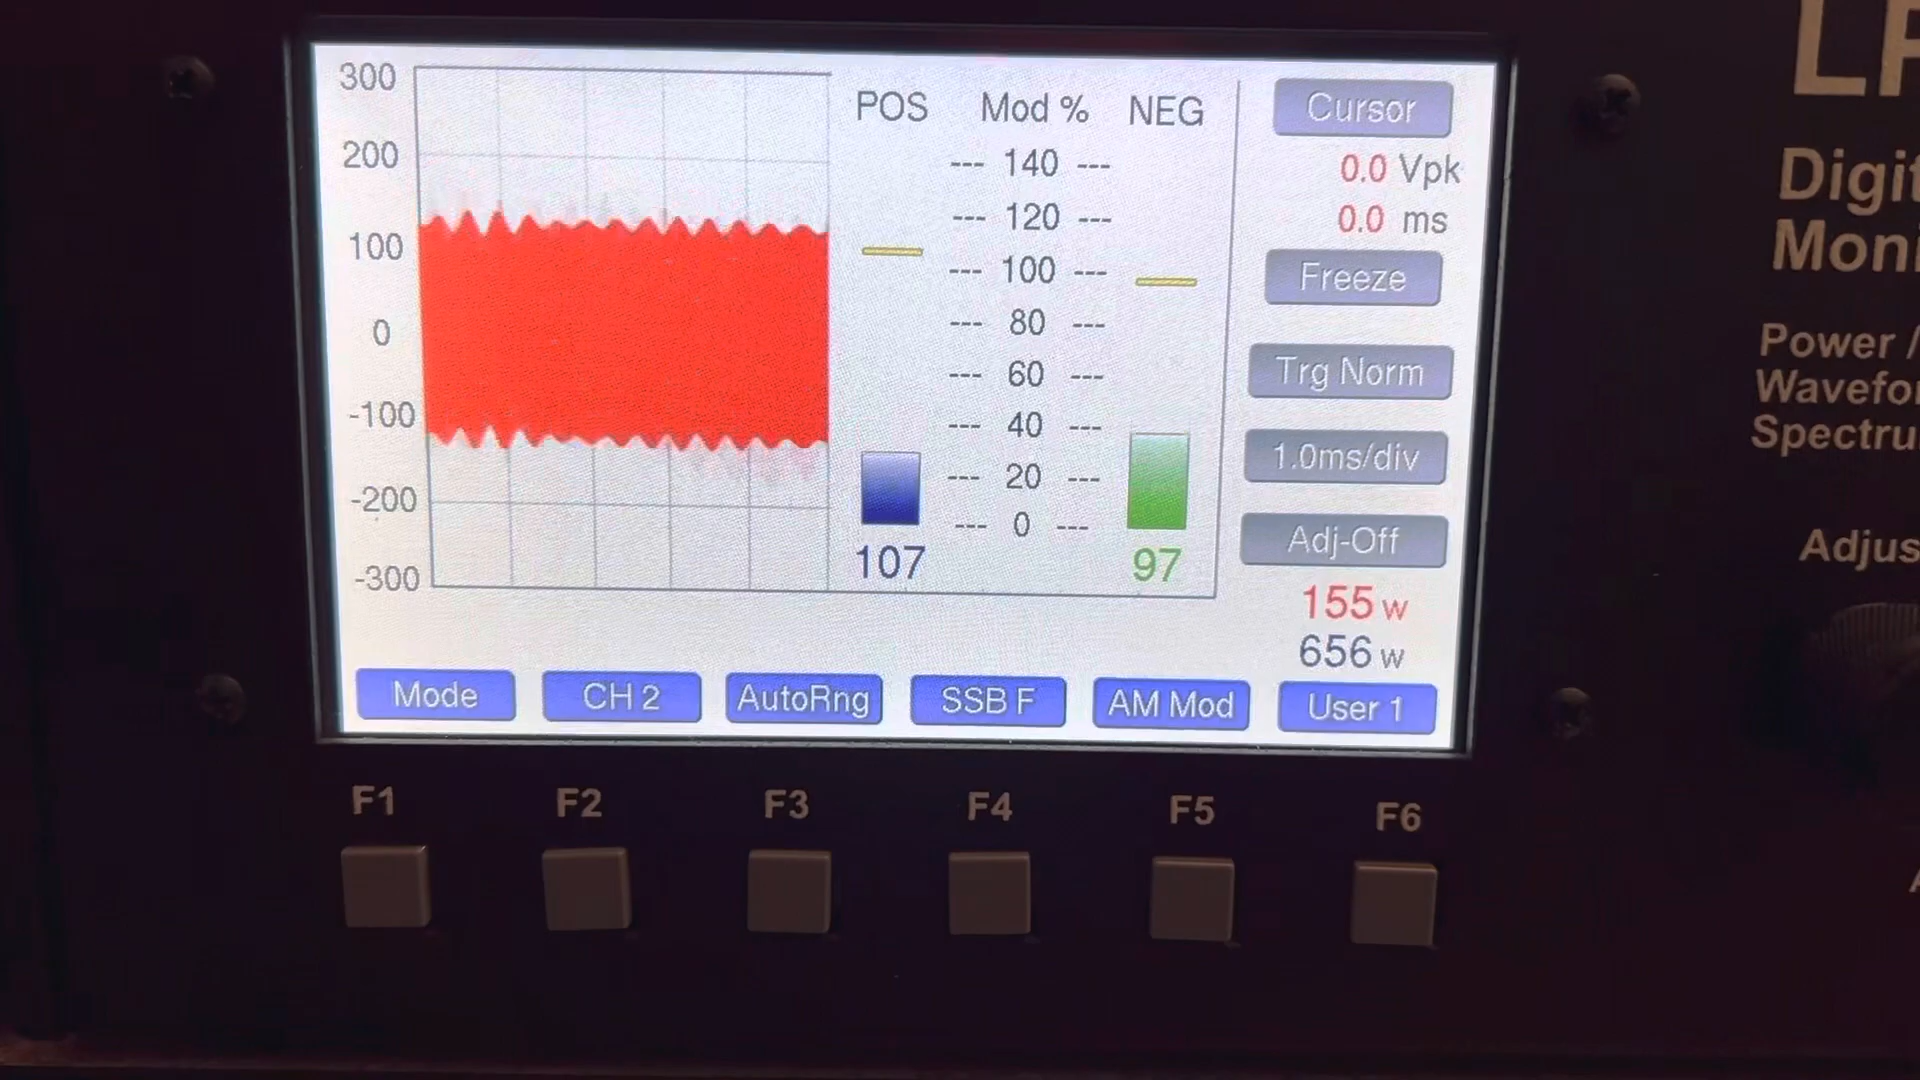 300
200
100
0
-100
-200
-300
POS Mod % NEG
--- 140 ---
--- 120 ---
--- 100 ---
--- 80 ---
--- 60 ---
--- 40 ---
--- 20 ---
--- 0 ---
107
97
Cursor
0.0 Vpk
0.0 ms
Freeze
Trg Norm
1.0ms/div
Adj-Off
155 W
656 W
Mode CH 2 AutoRng SSB F AM Mod User 1
F1 F2 F3 F4 F5 F6
Digit
Moni
Power /
Wavefor
Spectru
Adjus